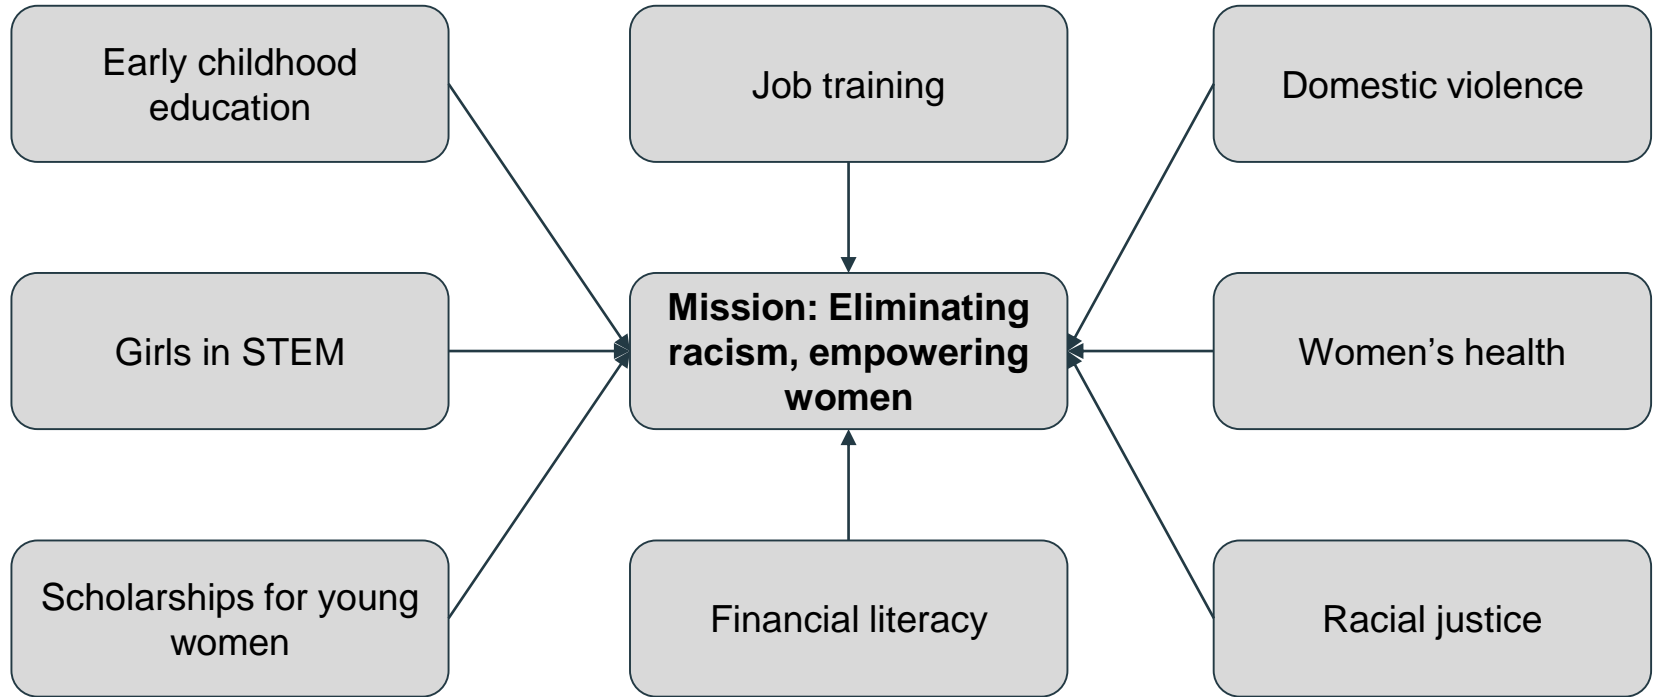 Early childhood
education
Job training
Domestic violence
Girls in STEM
Mission: Eliminating
racism, empowering
women
Women’s health
Scholarships for young
women
Financial literacy
Racial justice